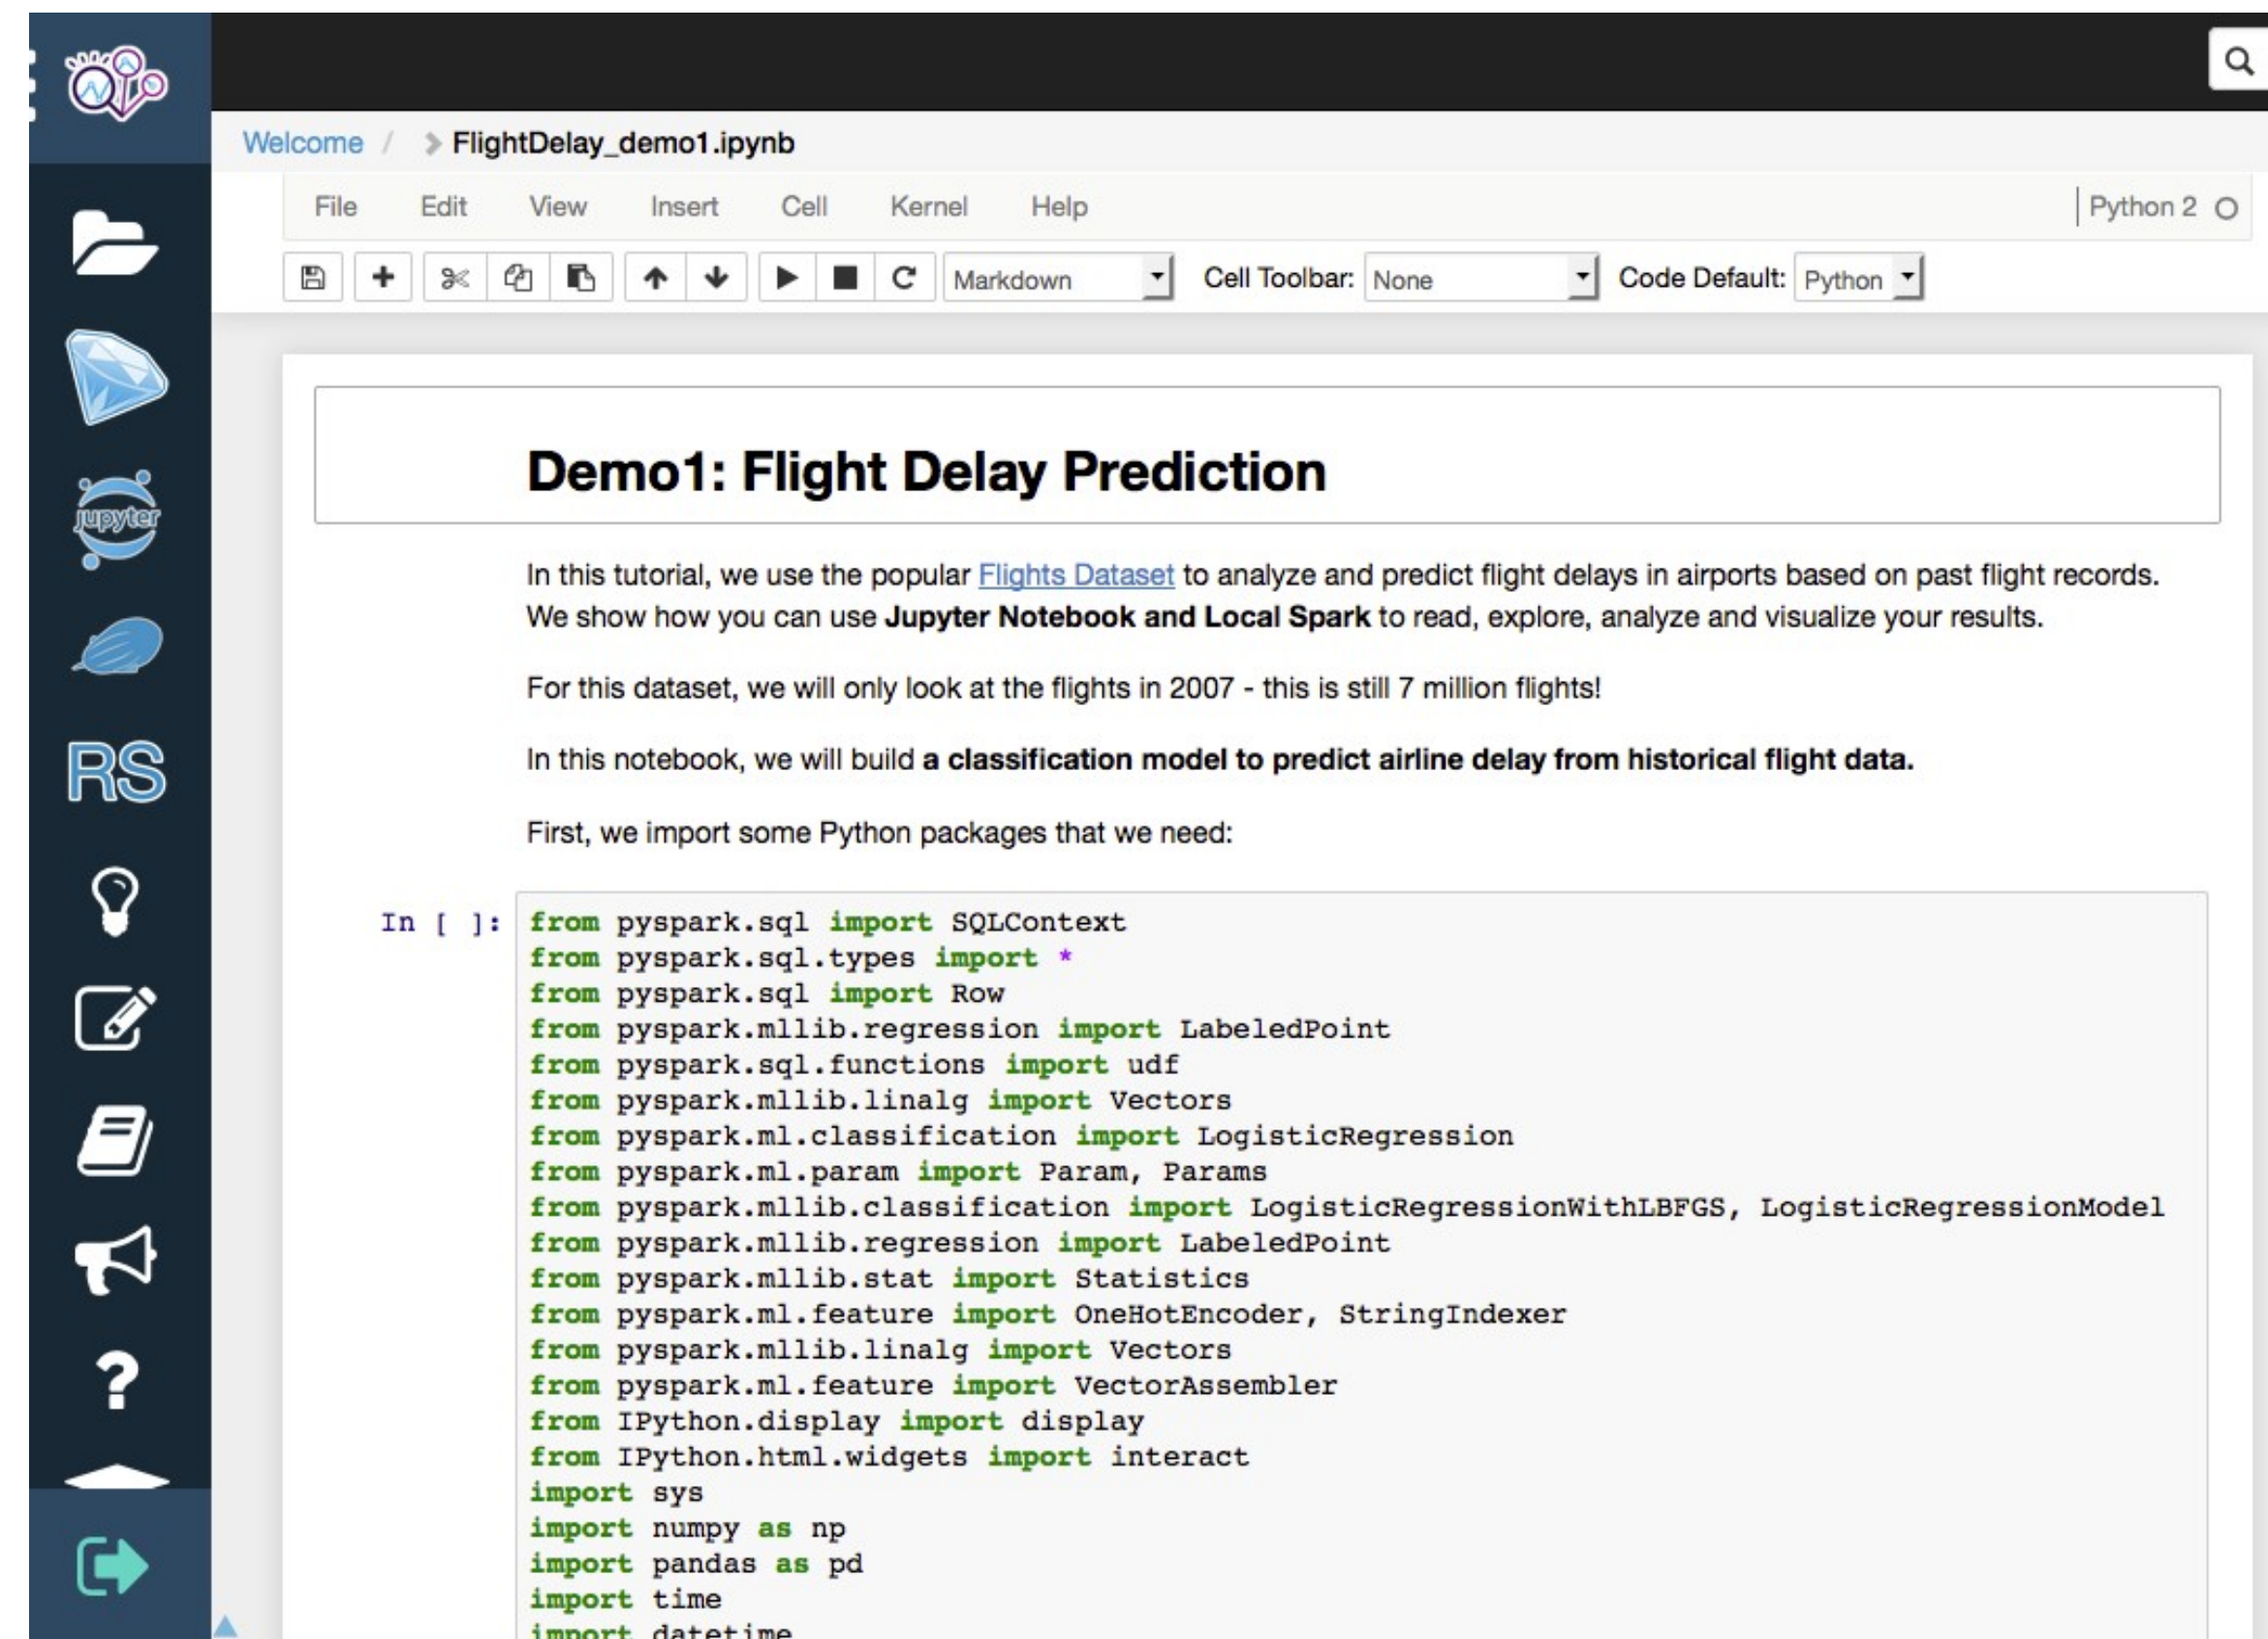 Welcome / > FlightDelay_demo1.ipynb
File Edit View Insert Cell Kernel Help Python 2
Markdown Cell Toolbar: None Code Default: Python
jupyter
RS
Demo1: Flight Delay Prediction
In this tutorial, we use the popular Flights Dataset to analyze and predict flight delays in airports based on past flight records.
We show how you can use Jupyter Notebook and Local Spark to read, explore, analyze and visualize your results.
For this dataset, we will only look at the flights in 2007 - this is still 7 million flights!
In this notebook, we will build a classification model to predict airline delay from historical flight data.
First, we import some Python packages that we need:
In [ ]: from pyspark.sql import SQLContext
from pyspark.sql.types import *
from pyspark.sql import Row
from pyspark.mllib.regression import LabeledPoint
from pyspark.sql.functions import udf
from pyspark.mllib.linalg import Vectors
from pyspark.ml.classification import LogisticRegression
from pyspark.ml.param import Param, Params
from pyspark.mllib.classification import LogisticRegressionWithLBFGS, LogisticRegressionModel
from pyspark.mllib.regression import LabeledPoint
from pyspark.mllib.stat import Statistics
from pyspark.ml.feature import OneHotEncoder, StringIndexer
from pyspark.mllib.linalg import Vectors
from pyspark.ml.feature import VectorAssembler
from IPython.display import display
from IPython.html.widgets import interact
import sys
import numpy as np
import pandas as pd
import time
import datetime